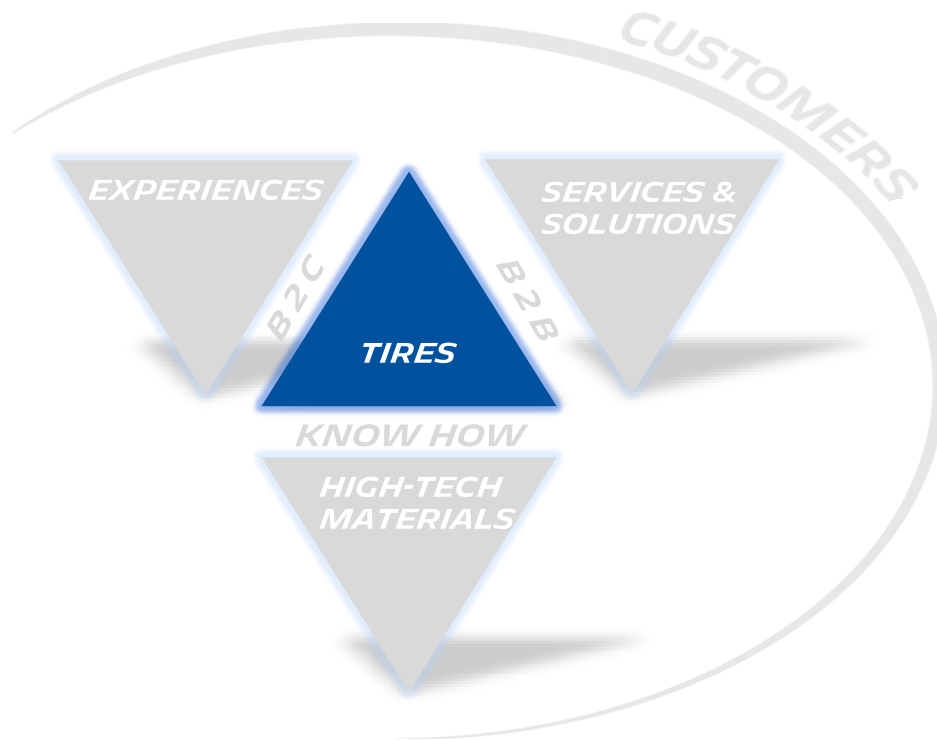 CUSTOMERS
EXPERIENCES
SERVICES &
SOLUTIONS
B2C
B2B
TIRES
KNOW HOW
HIGH-TECH
MATERIALS